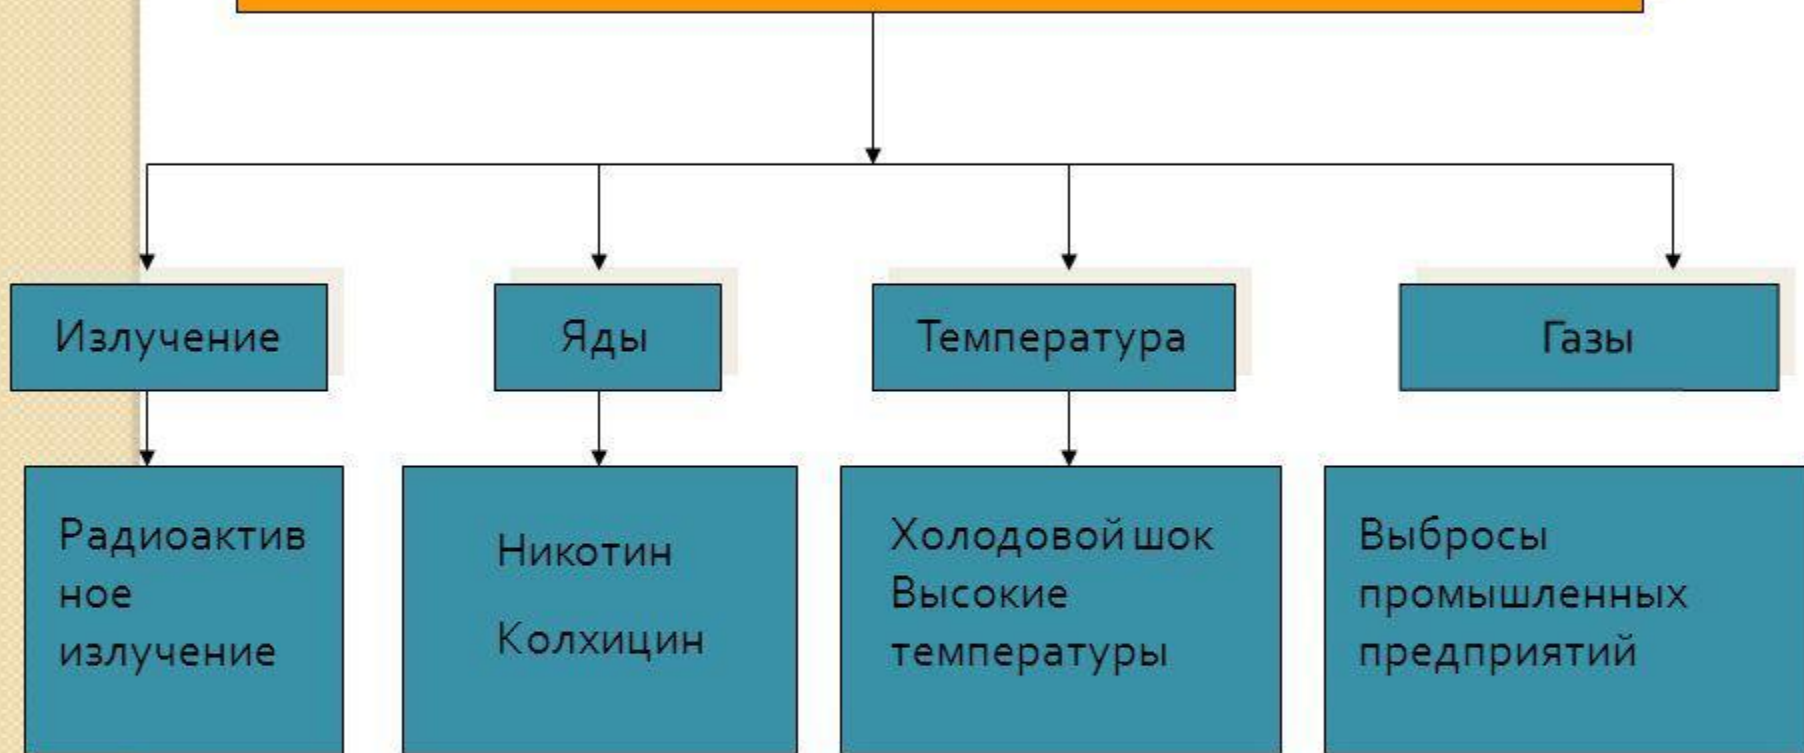 Излучение
Яды
Температура
Газы
Радиоактив
ное
излучение
Никотин
Колхицин
Холодовой шок
Высокие
температуры
Выбросы
промышленных
предприятий